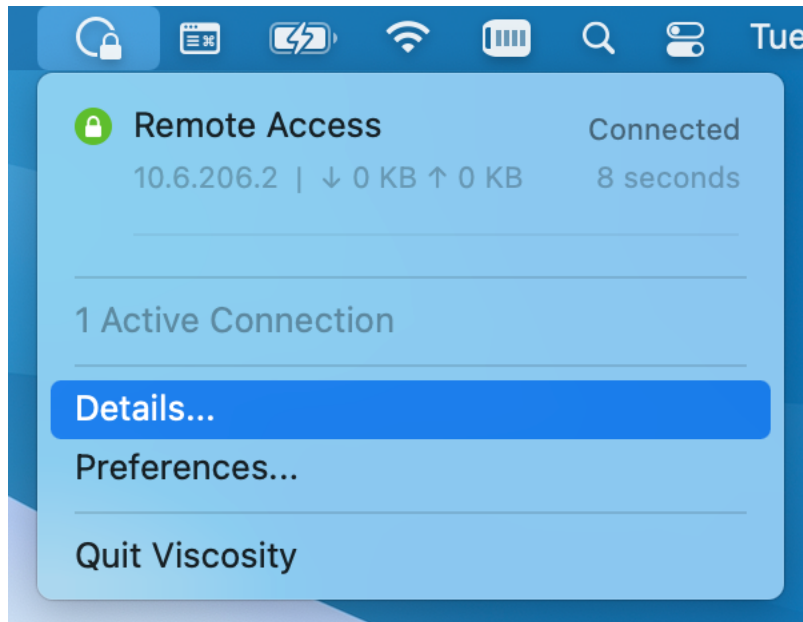 Tue
Remote Access Connected
10.6.206.2 | ↓ 0 KB ↑ 0 KB 8 seconds
1 Active Connection
Details...
Preferences...
Quit Viscosity